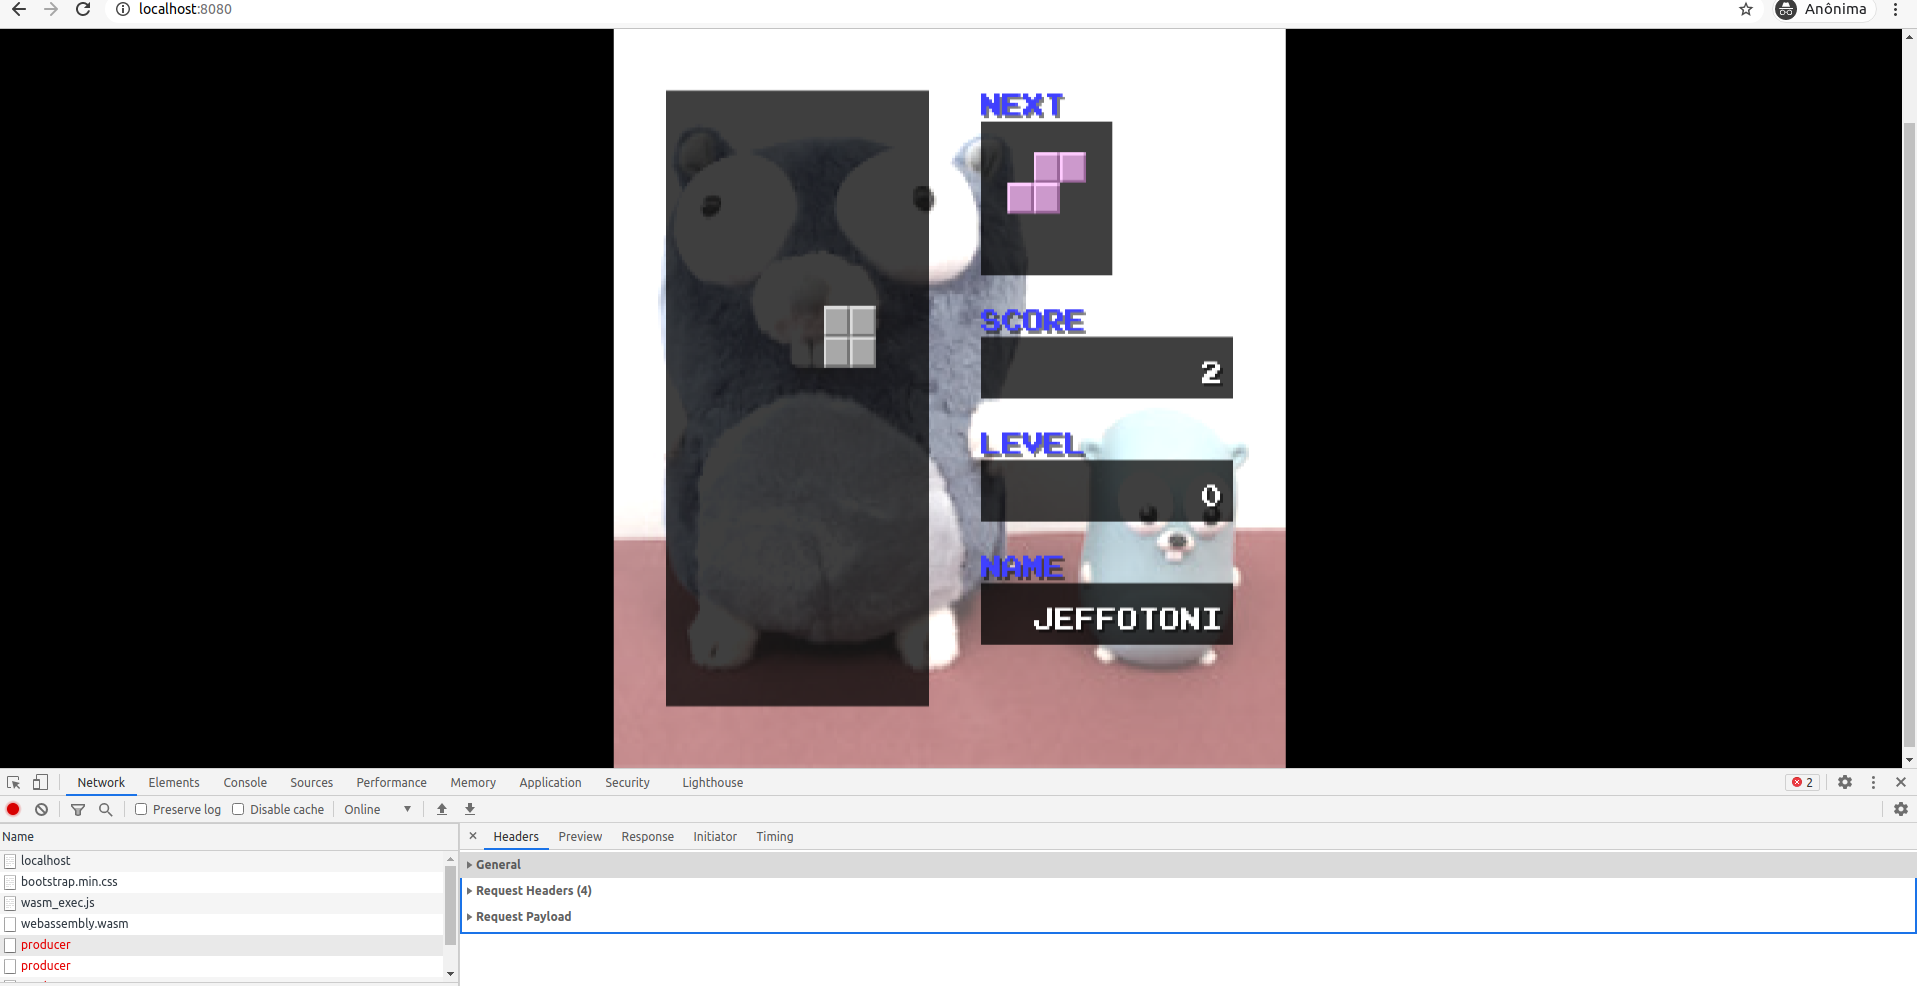 localhost:8080
Anônima
NEXT
SCORE
2
LEVEL
0
NAME
JEFFOTONI
Network Elements Console Sources Performance Memory Application Security Lighthouse
2
Preserve log Disable cache Online
Name
Headers Preview Response Initiator Timing
localhost
General
bottstrap.min.css
Request Headers (4)
wasm_exec.js
Request Payload
webassembly.wasm
producer
producer